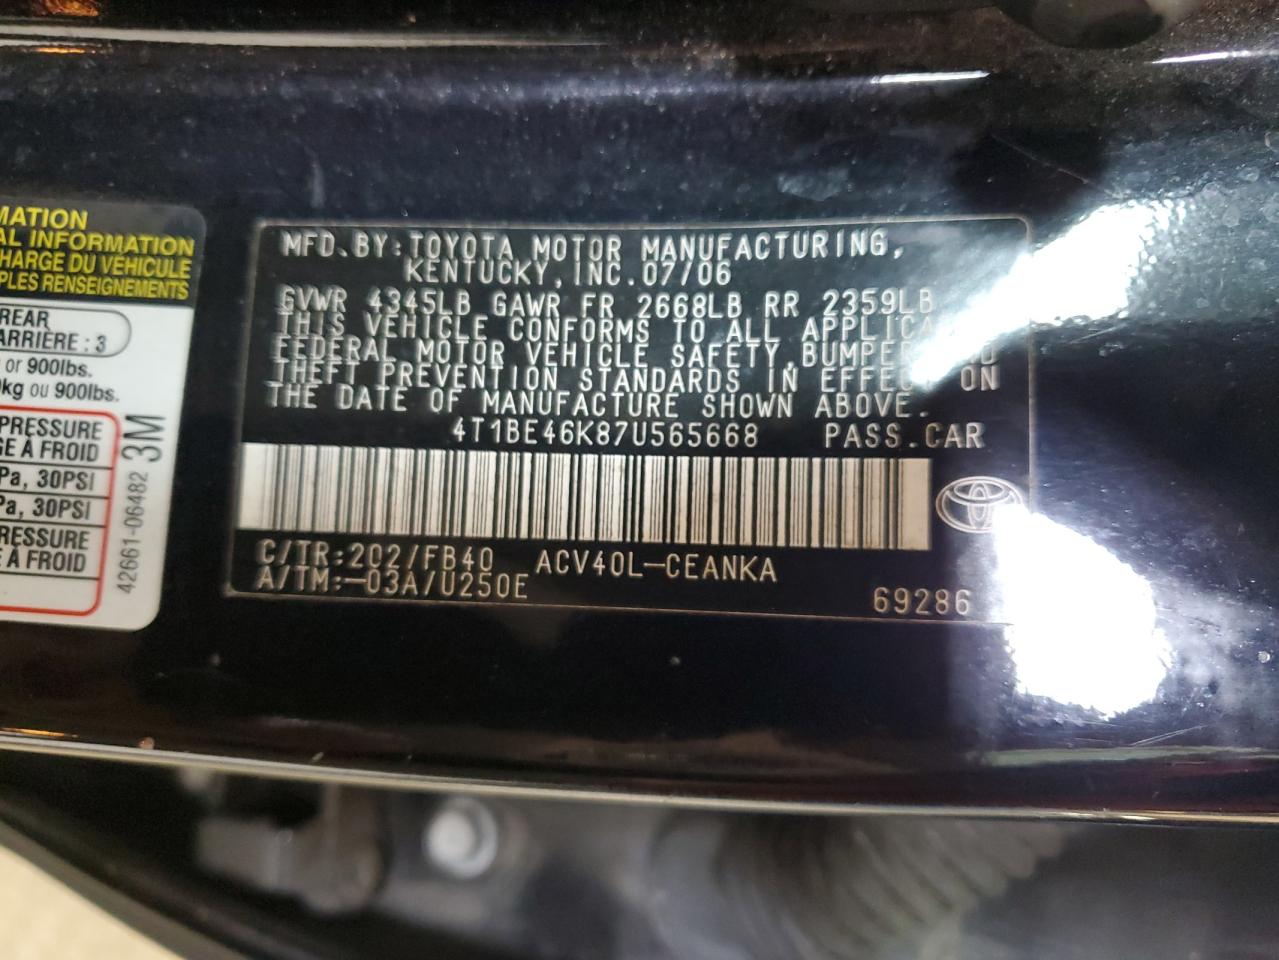 MATION
AL INFORMATION
CHARGE DU VÉHICULE
PLES RENSEIGNEMENTS
REAR
ARRIÈRE : 3
or 900lbs.
kg ou 900lbs.
PRESSURE
GE À FROID
Pa, 30PSI
Pa, 30PSI
RESSURE
E À FROID
3M
42661-06482
MFD.BY:TOYOTA MOTOR MANUFACTURING,
KENTUCKY,INC.07/06
GVWR 4345LB GAWR FR 2668LB RR 2359LB
THIS VEHICLE CONFORMS TO ALL APPLICA
FEDERAL MOTOR VEHICLE SAFETY,BUMPER
THEFT PREVENTION STANDARDS IN EFFECT ON
THE DATE OF MANUFACTURE SHOWN ABOVE.
4T1BE46K87U565668 PASS.CAR
C/TR:202/FB40 ACV40L-CEANKA
A/TM:-03A/U250E
69286